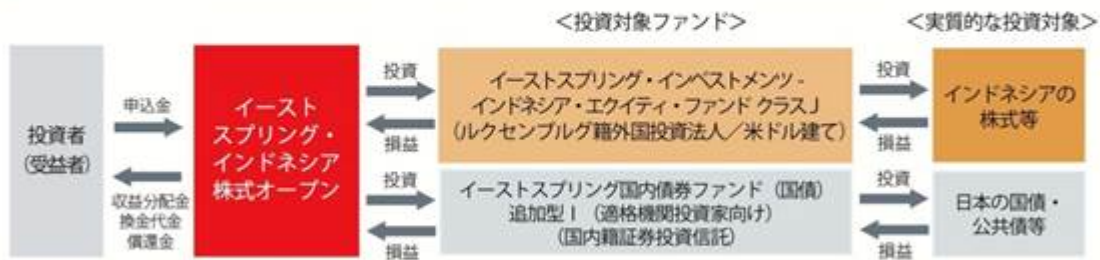 <投資対象ファンド>
<実質的な投資対象>
投資者
(受益者)
申込金
収益分配金
換金代金
償還金
イースト
スプリング・
インドネシア
株式オープン
投資
損益
投資
損益
イーストスプリング・インベストメンツ -
インドネシア・エクイティ・ファンド クラスJ
(ルクセンブルグ籍外国投資法人/米ドル建て)
イーストスプリング国内債券ファンド(国債)
追加型Ⅰ(適格機関投資家向け)
(国内籍証券投資信託)
投資
損益
投資
損益
インドネシアの
株式等
日本の国債・
公共債等